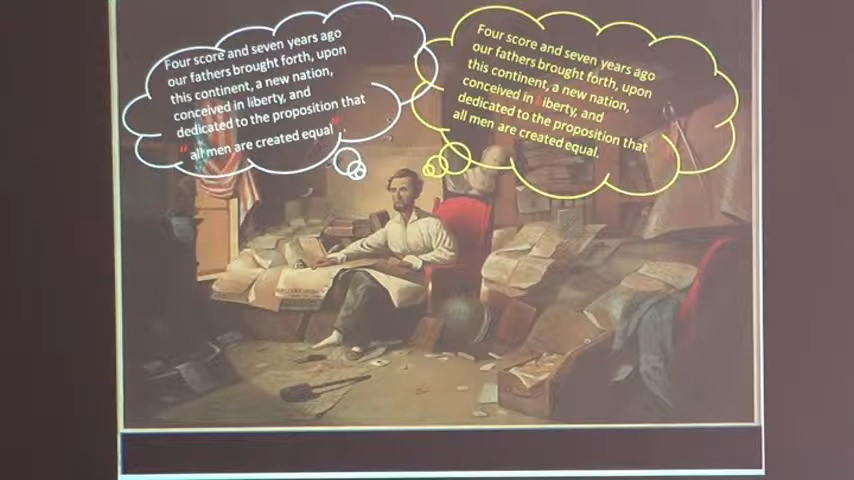 Four score and seven years ago
our fathers brought forth, upon
this continent, a new nation,
conceived in liberty, and
dedicated to the proposition that
"all men are created equal".
Four score and seven years ago
our fathers brought forth, upon
this continent, a new nation,
conceived in liberty, and
dedicated to the proposition that
all men are created equal.